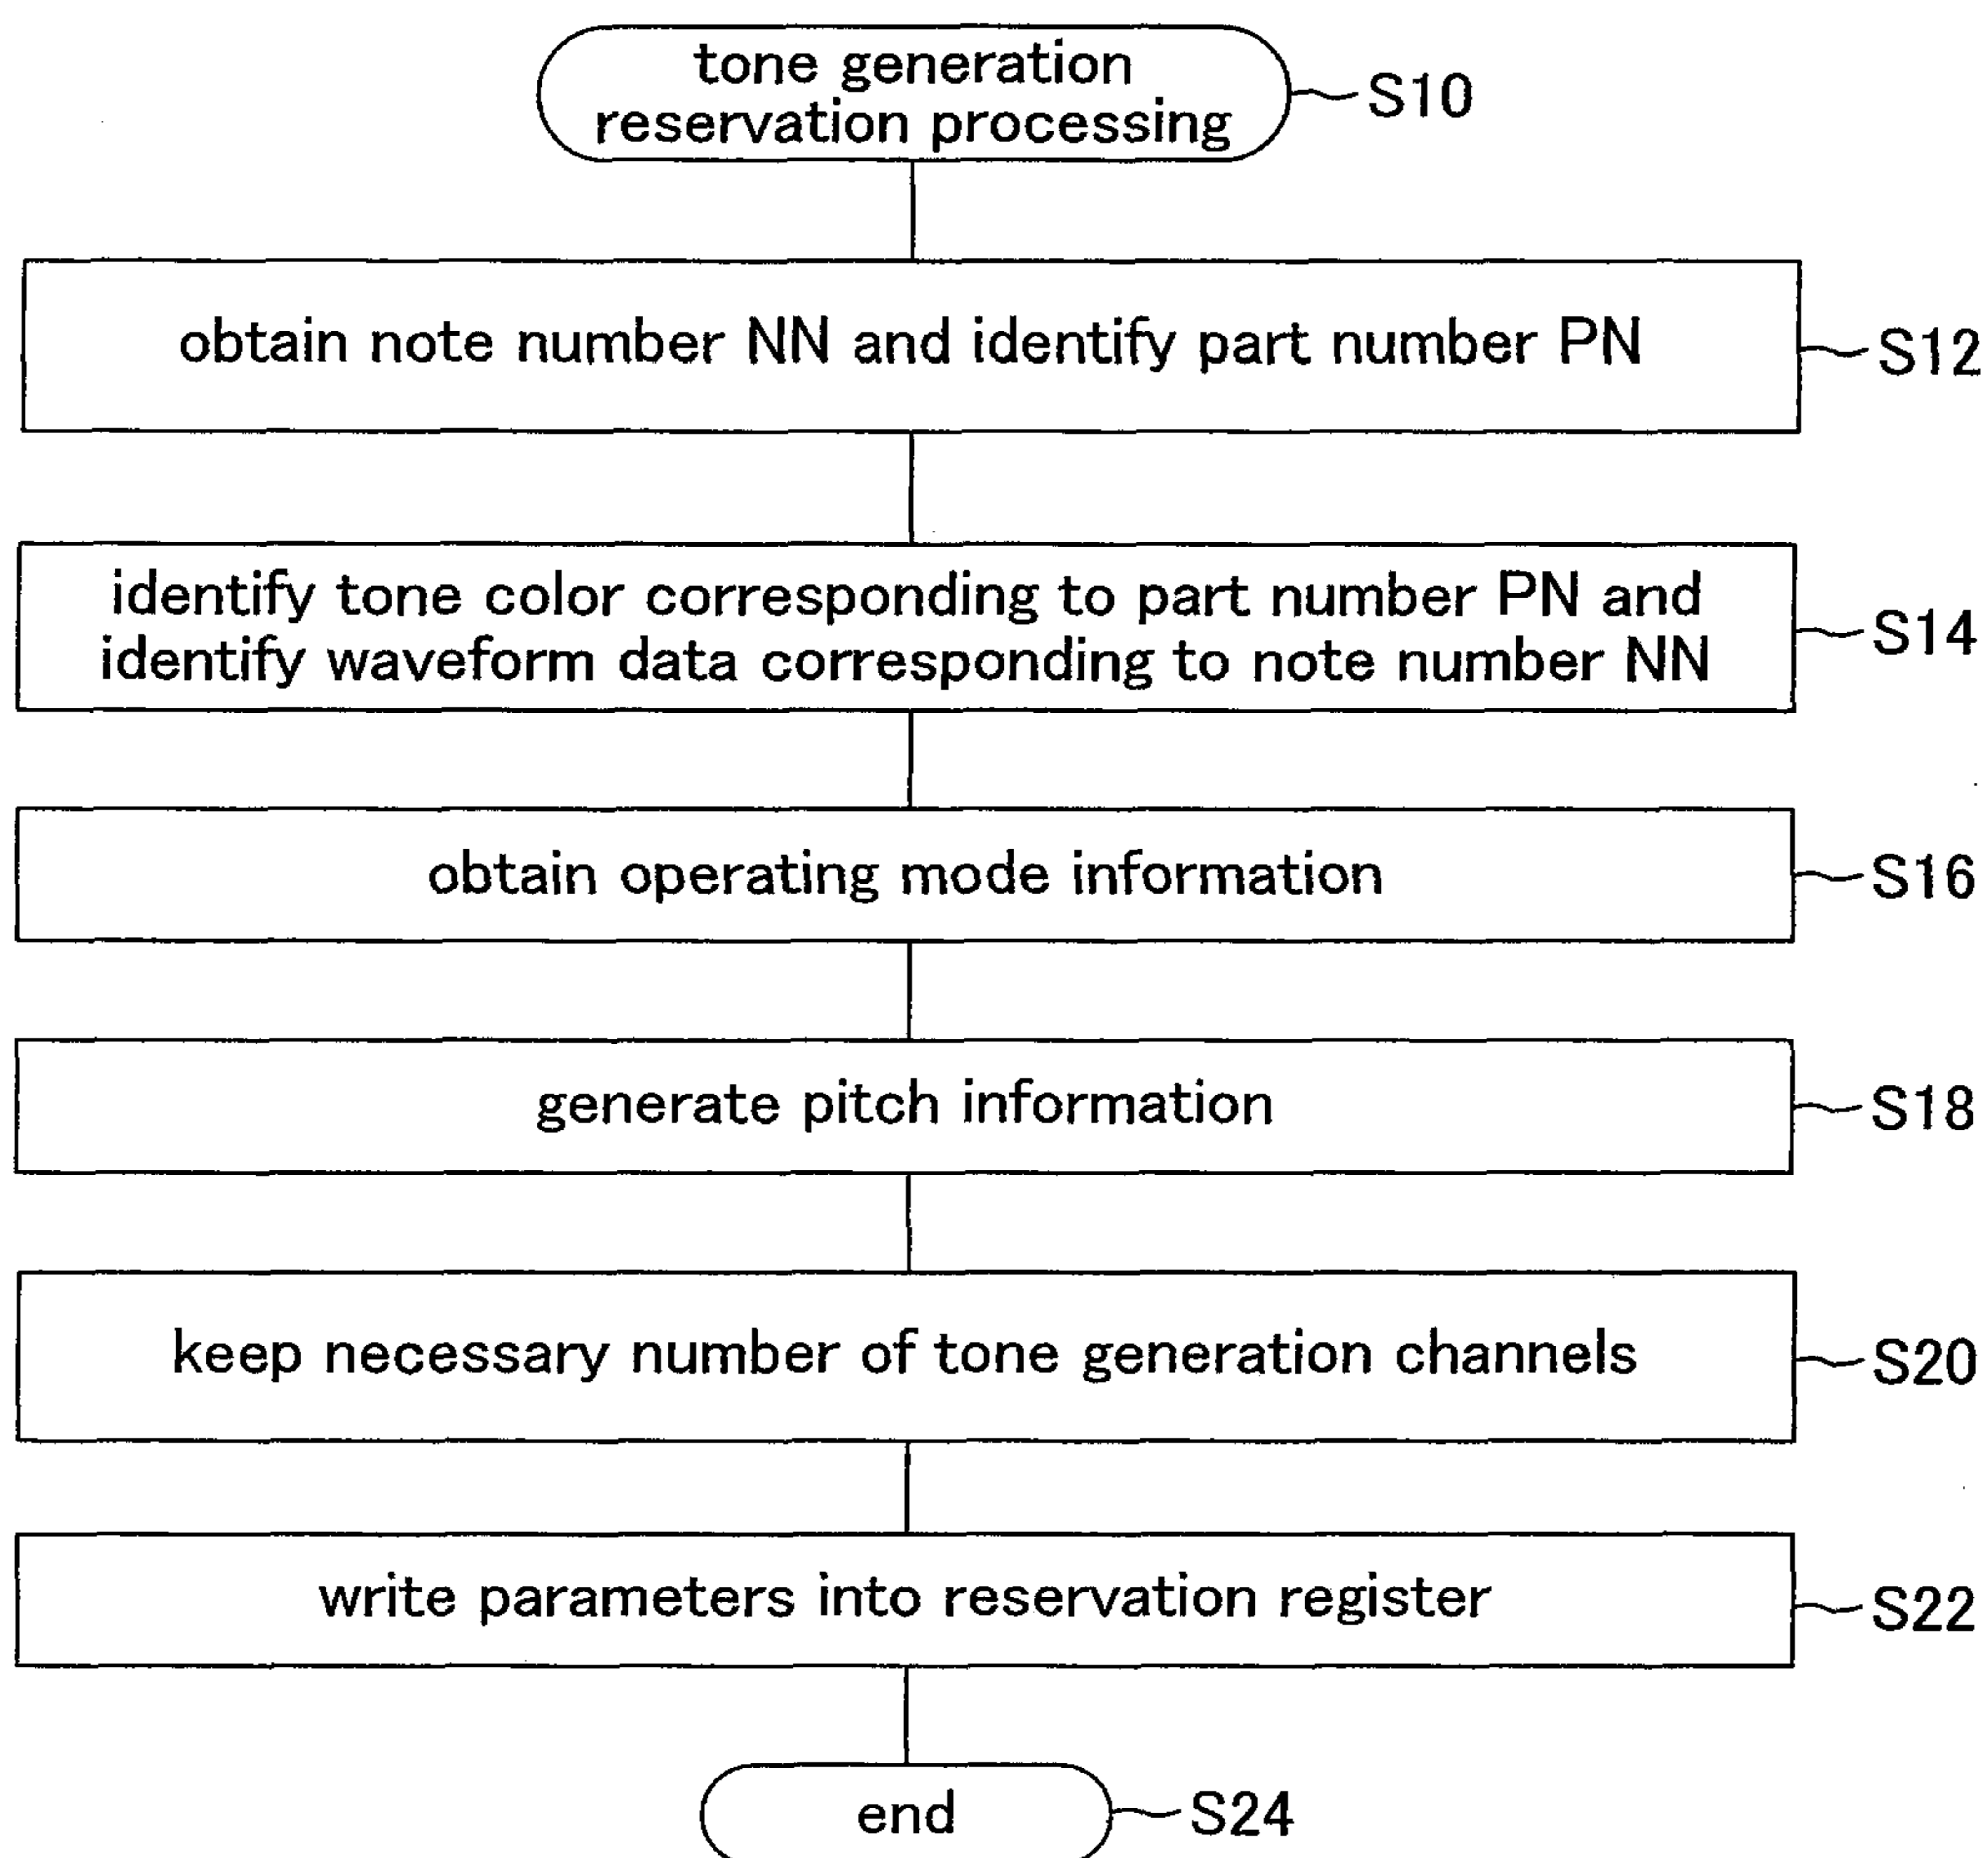 tone generation
reservation processing
S10
obtain note number NN and identify part number PN
S12
identify tone color corresponding to part number PN and
identify waveform data corresponding to note number NN
S14
obtain operating mode information
S16
generate pitch information
S18
keep necessary number of tone generation channels
S20
write parameters into reservation register
S22
end
S24